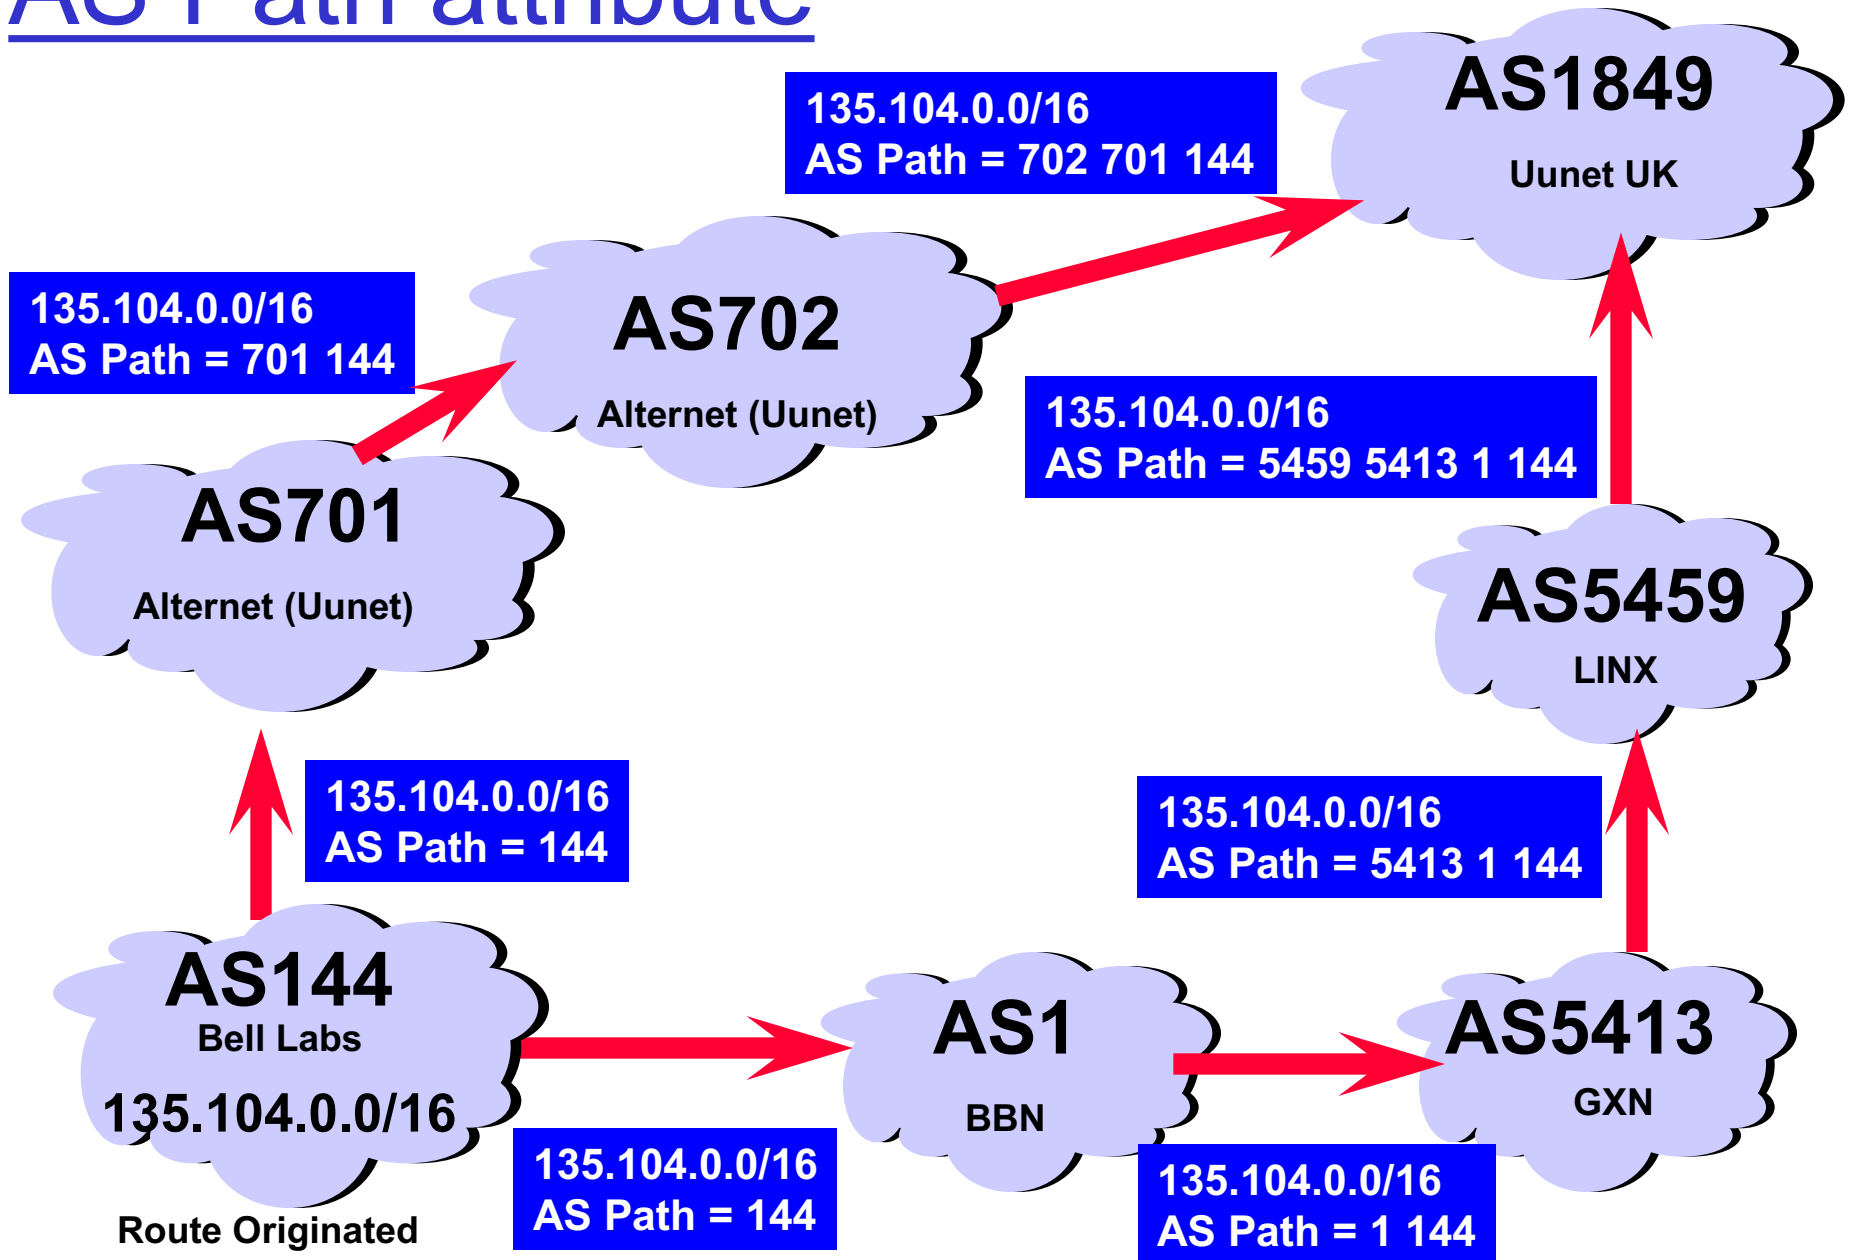 AS Path attribute
AS1849
Uunet UK
135.104.0.0/16
AS Path = 702 701 144
AS702
Alternet (Uunet)
135.104.0.0/16
AS Path = 701 144
135.104.0.0/16
AS Path = 5459 5413 1 144
AS701
Alternet (Uunet)
AS5459
LINX
135.104.0.0/16
AS Path = 144
135.104.0.0/16
AS Path = 5413 1 144
AS144
Bell Labs
135.104.0.0/16
AS1
BBN
AS5413
GXN
135.104.0.0/16
AS Path = 144
135.104.0.0/16
AS Path = 1 144
Route Originated